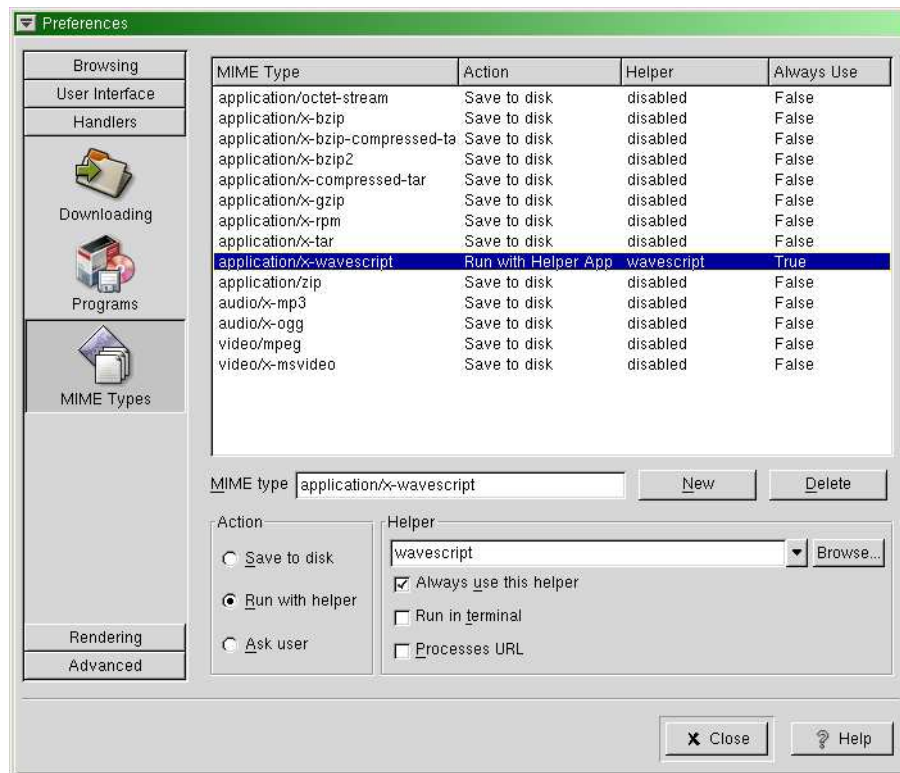 Preferences
Browsing
User Interface
Handlers
Downloading
Programs
MIME Types
Rendering
Advanced
MIME Type Action Helper Always Use
application/octet-stream Save to disk disabled False
application/x-bzip Save to disk disabled False
application/x-bzip-compressed-ta Save to disk disabled False
application/x-bzip2 Save to disk disabled False
application/x-compressed-tar Save to disk disabled False
application/x-gzip Save to disk disabled False
application/x-rpm Save to disk disabled False
application/x-tar Save to disk disabled False
application/x-wavescript Run with Helper App wavescript True
application/zip Save to disk disabled False
audio/x-mp3 Save to disk disabled False
audio/x-ogg Save to disk disabled False
video/mpeg Save to disk disabled False
video/x-msvideo Save to disk disabled False
MIME type application/x-wavescript New Delete
Action
Save to disk
Run with helper
Ask user
Helper
wavescript Browse...
Always use this helper
Run in terminal
Processes URL
Close Help